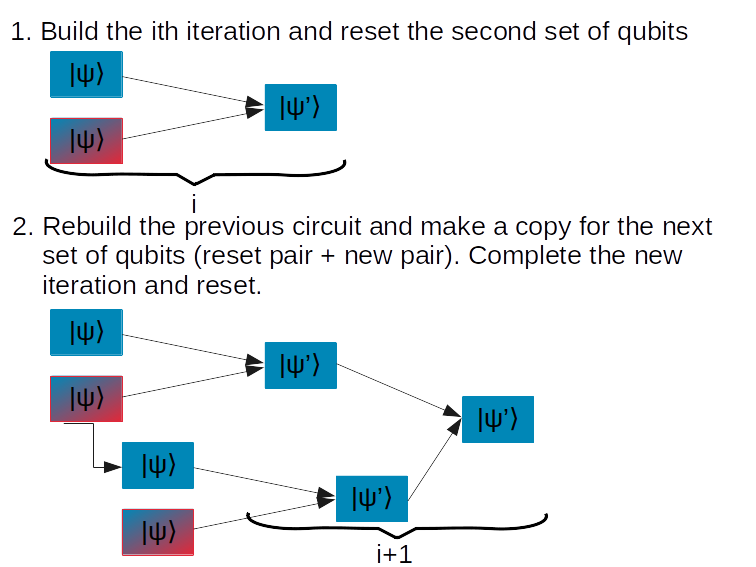 1. Build the ith iteration and reset the second set of qubits
|ψ⟩
|ψ’⟩
|ψ⟩
i
2. Rebuild the previous circuit and make a copy for the next
set of qubits (reset pair + new pair). Complete the new
iteration and reset.
|ψ⟩
|ψ’⟩
|ψ⟩
|ψ’⟩
|ψ⟩
|ψ’⟩
|ψ⟩
i+1